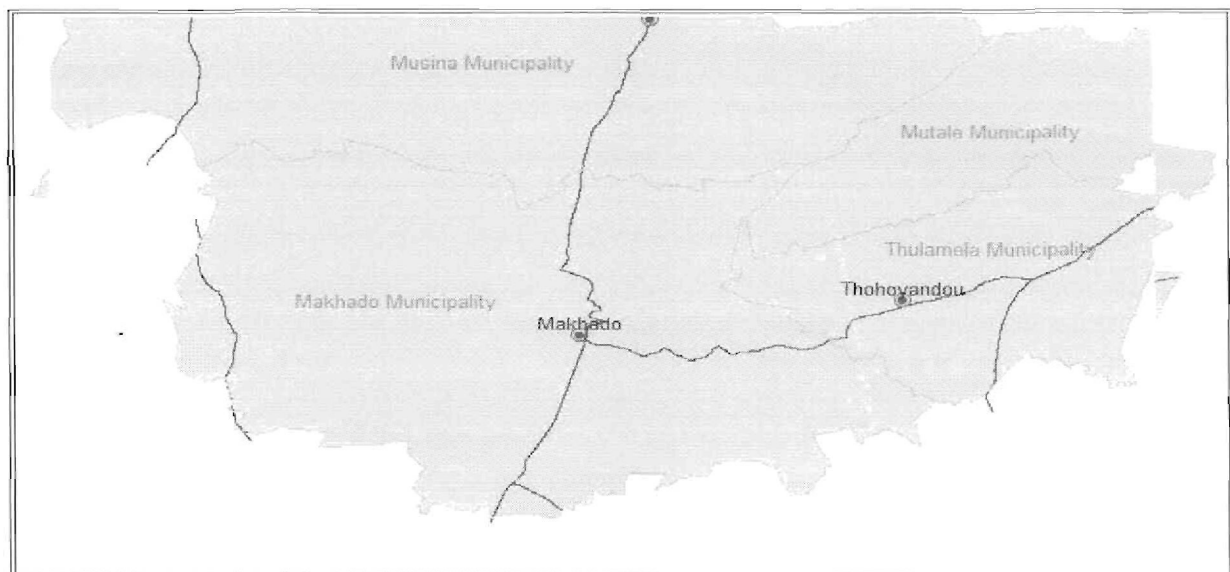 Musina Municipality
Mutale Municipality
Thulamela Municipality
Thohoyandou
Makhado Municipality
Makhado